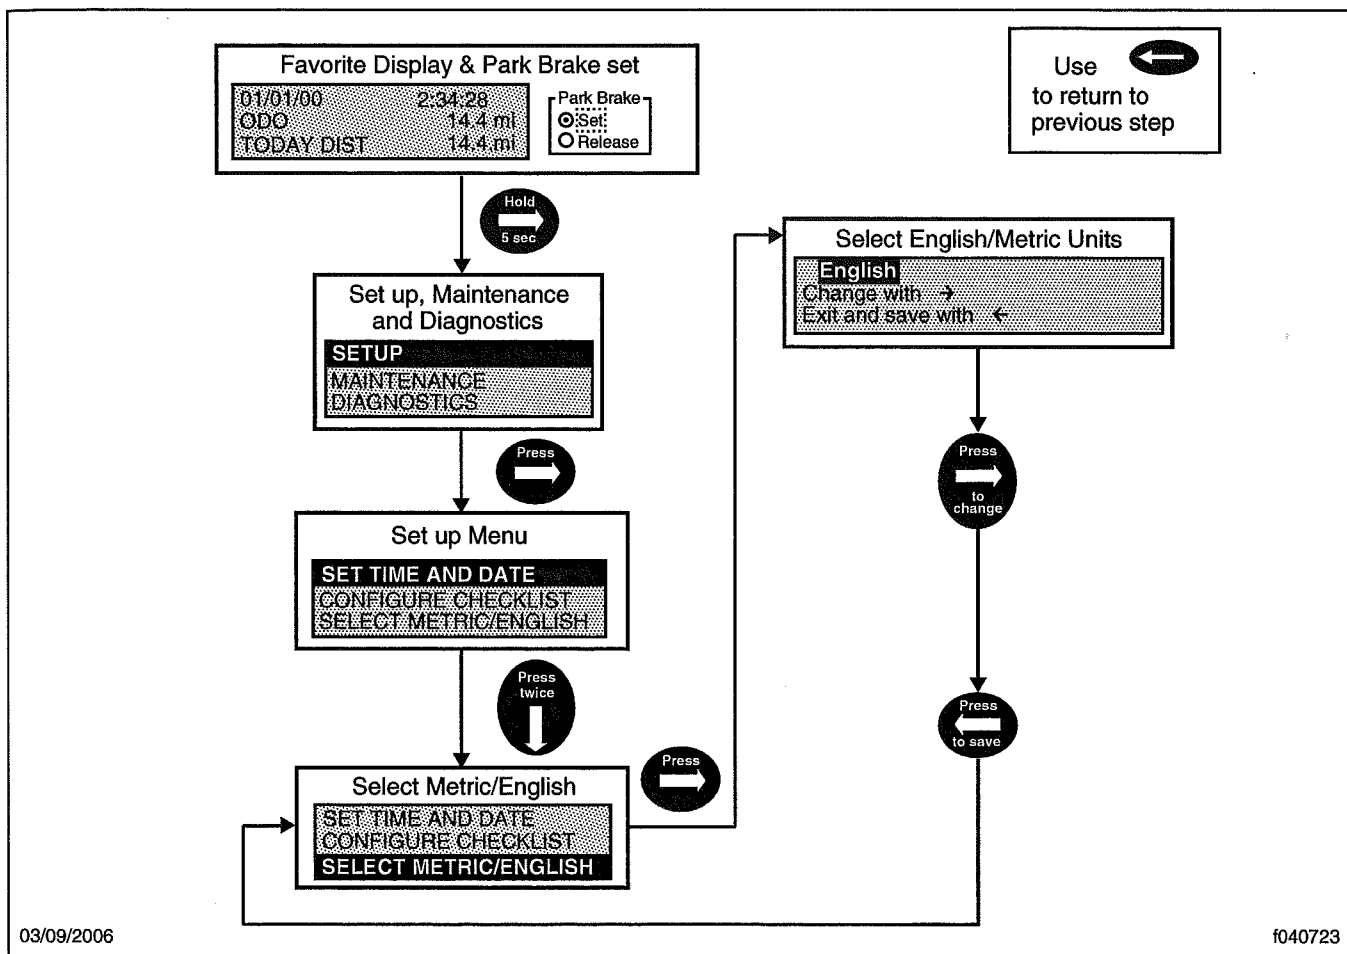 Favorite Display & Park Brake set
01/01/00 2:34:28
ODO 14.4 mi
TODAY DIST 14.4 mi
Park Brake
Set
Release
Use
to return to
previous step
Hold
5 sec
Set up, Maintenance
and Diagnostics
SETUP
MAINTENANCE
DIAGNOSTICS
Press
Set up Menu
SET TIME AND DATE
CONFIGURE CHECKLIST
SELECT METRIC/ENGLISH
Press
twice
Select Metric/English
SET TIME AND DATE
CONFIGURE CHECKLIST
SELECT METRIC/ENGLISH
Press
Select English/Metric Units
English
Change with →
Exit and save with ←
Press
to
change
Press
to save
03/09/2006
f040723